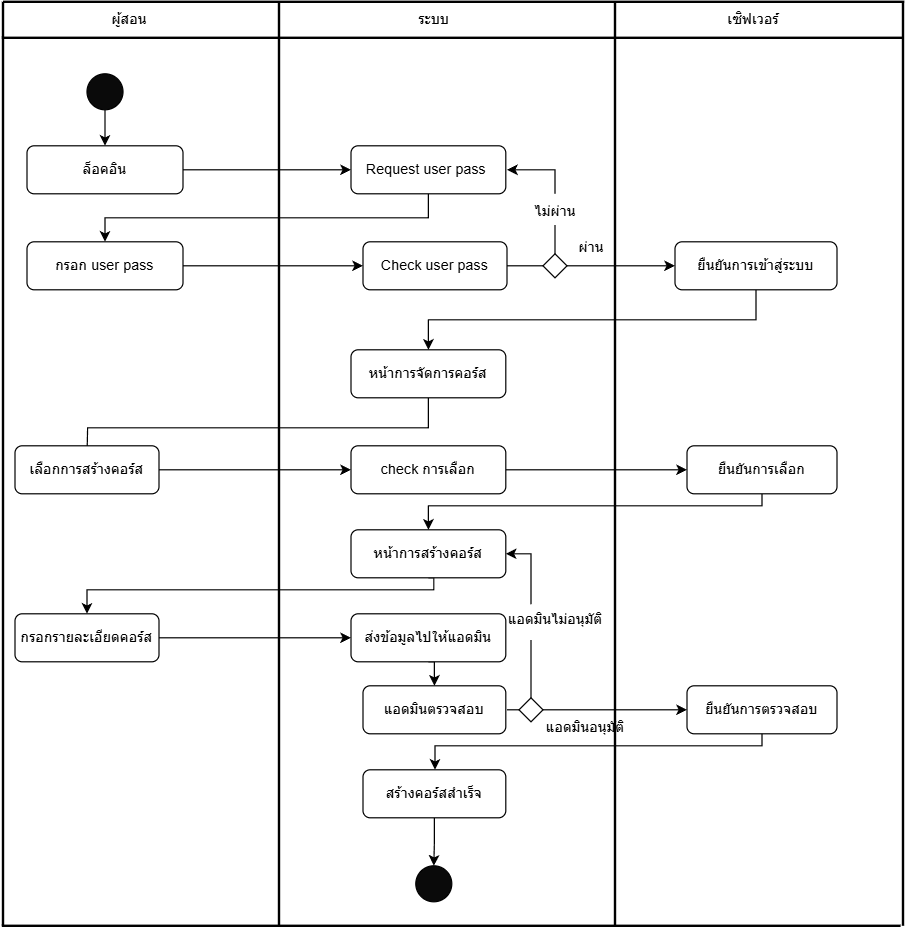 ผู้สอน
ระบบ
เซิฟเวอร์
ล็อคอิน
Request user pass
ไม่ผ่าน
กรอก user pass
Check user pass
ผ่าน
ยืนยันการเข้าสู่ระบบ
หน้าการจัดการคอร์ส
เลือกการสร้างคอร์ส
check การเลือก
ยืนยันการเลือก
หน้าการสร้างคอร์ส
แอดมินไม่อนุมัติ
กรอกรายละเอียดคอร์ส
ส่งข้อมูลไปให้แอดมิน
แอดมินตรวจสอบ
ยืนยันการตรวจสอบ
แอดมินอนุมัติ
สร้างคอร์สสำเร็จ